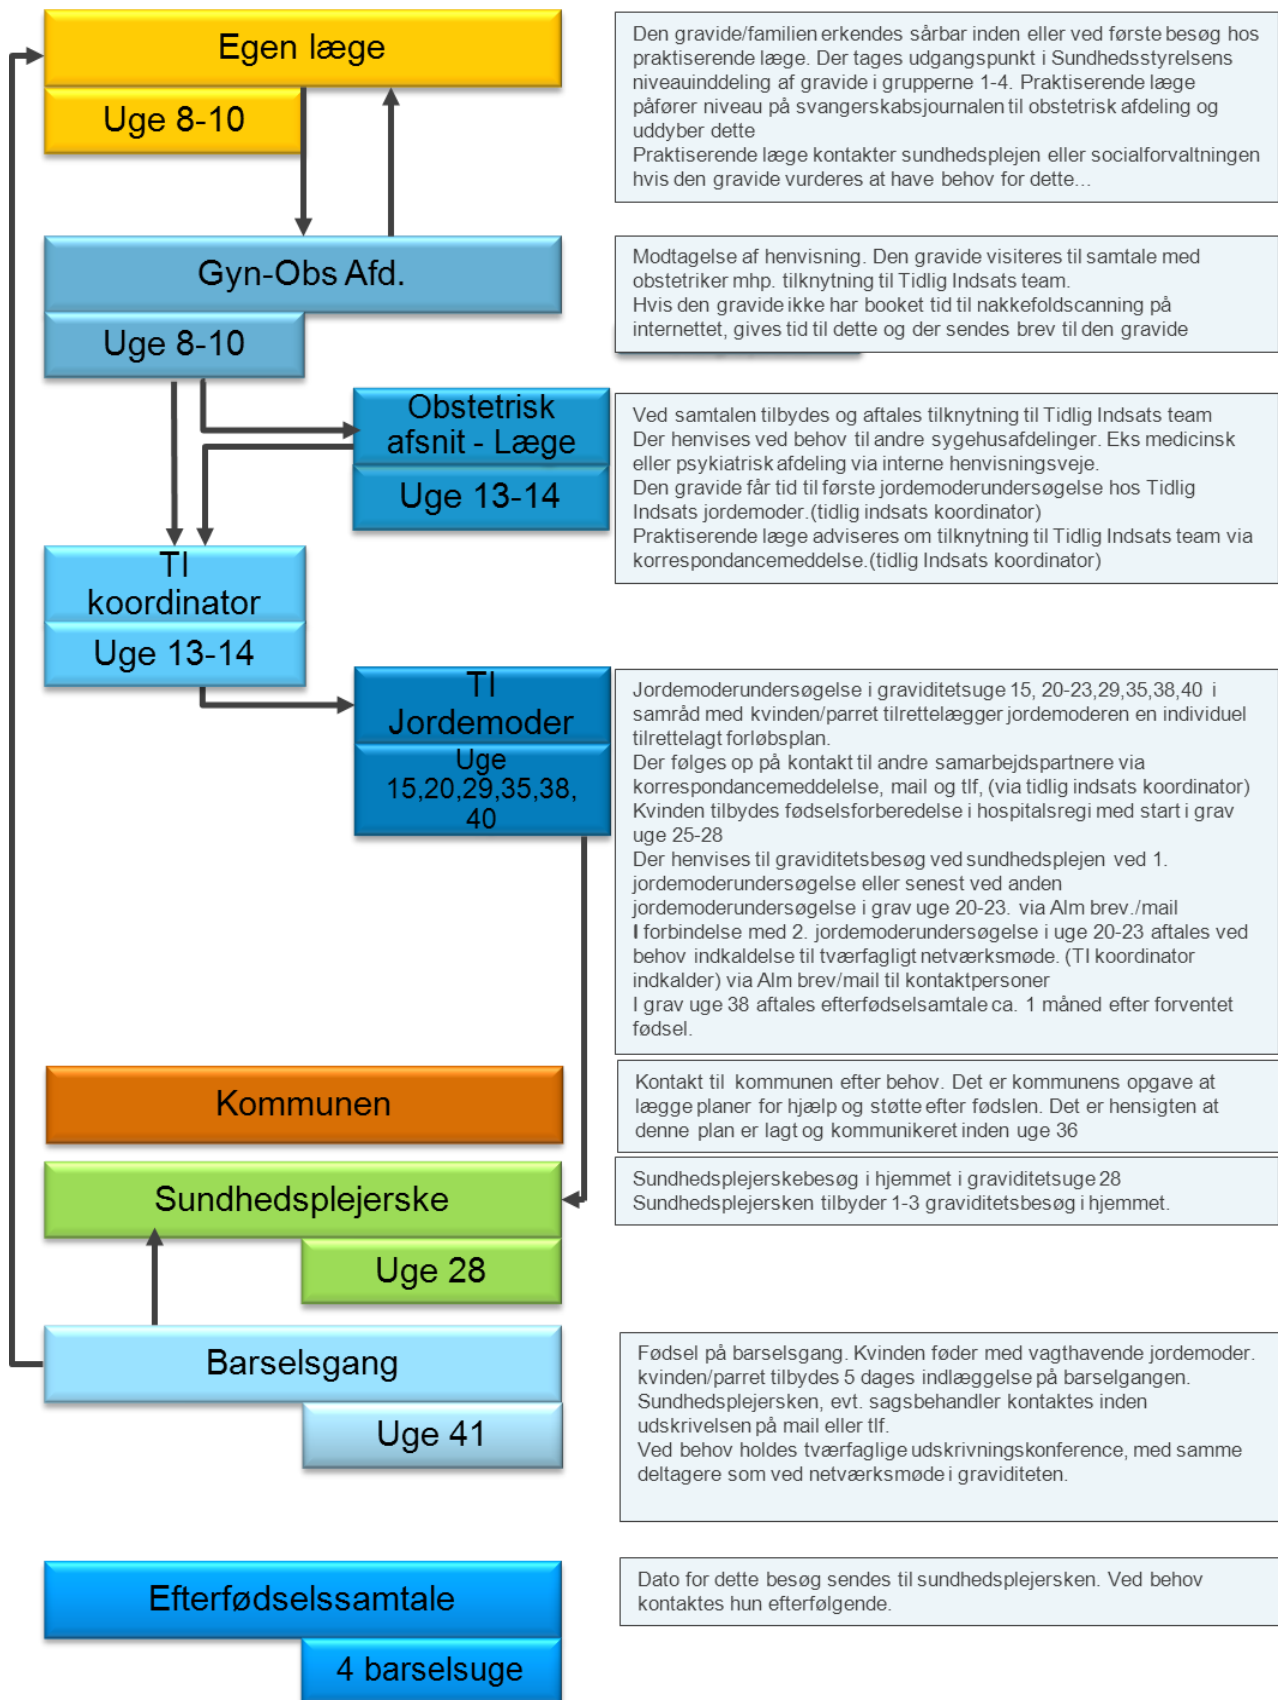 Egen læge
Uge 8-10
Den gravide/familien erkendes sårbar inden eller ved første besøg hos
praktiserende læge. Der tages udgangspunkt i Sundhedsstyrelsens
niveauinddeling af gravide i grupperne 1-4. Praktiserende læge
påfører niveau på svangerskabsjournalen til obstetrisk afdeling og
uddyber dette
Praktiserende læge kontakter sundhedsplejen eller socialforvaltningen
hvis den gravide vurderes at have behov for dette...
Gyn-Obs Afd.
Uge 8-10
Modtagelse af henvisning. Den gravide visiteres til samtale med
obstetriker mhp. tilknytning til Tidlig Indsats team.
Hvis den gravide ikke har booket tid til nakkefoldscanning på
internettet, gives tid til dette og der sendes brev til den gravide
Obstetrisk
afsnit - Læge
Uge 13-14
Ved samtalen tilbydes og aftales tilknytning til Tidlig Indsats team
Der henvises ved behov til andre sygehusafdelinger. Eks medicinsk
eller psykiatrisk afdeling via interne henvisningsveje.
Den gravide får tid til første jordemoderundersøgelse hos Tidlig
Indsats jordemoder.(tidlig indsats koordinator)
Praktiserende læge adviseres om tilknytning til Tidlig Indsats team via
korrespondancemeddelse.(tidlig Indsats koordinator)
TI
koordinator
Uge 13-14
TI
Jordemoder
Uge
15,20,29,35,38,
40
Jordemoderundersøgelse i graviditetsuge 15, 20-23,29,35,38,40 i
samråd med kvinden/parret tilrettelægger jordemoderen en individuel
tilrettelagt forløbsplan.
Der følges op på kontakt til andre samarbejdspartnere via
korrespondancemeddelelse, mail og tlf, (via tidlig indsats koordinator)
Kvinden tilbydes fødselsforberedelse i hospitalsregi med start i grav
uge 25-28
Der henvises til graviditetsbesøg ved sundhedsplejen ved 1.
jordemoderundersøgelse eller senest ved anden
jordemoderundersøgelse i grav uge 20-23. via Alm brev./mail
I forbindelse med 2. jordemoderundersøgelse i uge 20-23 aftales ved
behov indkaldelse til tværfagligt netværksmøde. (TI koordinator
indkalder) via Alm brev/mail til kontaktpersoner
I grav uge 38 aftales efterfødselsamtale ca. 1 måned efter forventet
fødsel.
Kommunen
Kontakt til kommunen efter behov. Det er kommunens opgave at
lægge planer for hjælp og støtte efter fødslen. Det er hensigten at
denne plan er lagt og kommunikeret inden uge 36
Sundhedsplejerske
Uge 28
Sundhedsplejerskebesøg i hjemmet i graviditetsuge 28
Sundhedsplejersken tilbyder 1-3 graviditetsbesøg i hjemmet.
Barselsgang
Uge 41
Fødsel på barselsgang. Kvinden føder med vagthavende jordemoder.
kvinden/parret tilbydes 5 dages indlæggelse på barselgangen.
Sundhedsplejersken, evt. sagsbehandler kontaktes inden
udskrivelsen på mail eller tlf.
Ved behov holdes tværfaglige udskrivningskonference, med samme
deltagere som ved netværksmøde i graviditeten.
Efterfødselssamtale
4 barselsuge
Dato for dette besøg sendes til sundhedsplejersken. Ved behov
kontaktes hun efterfølgende.